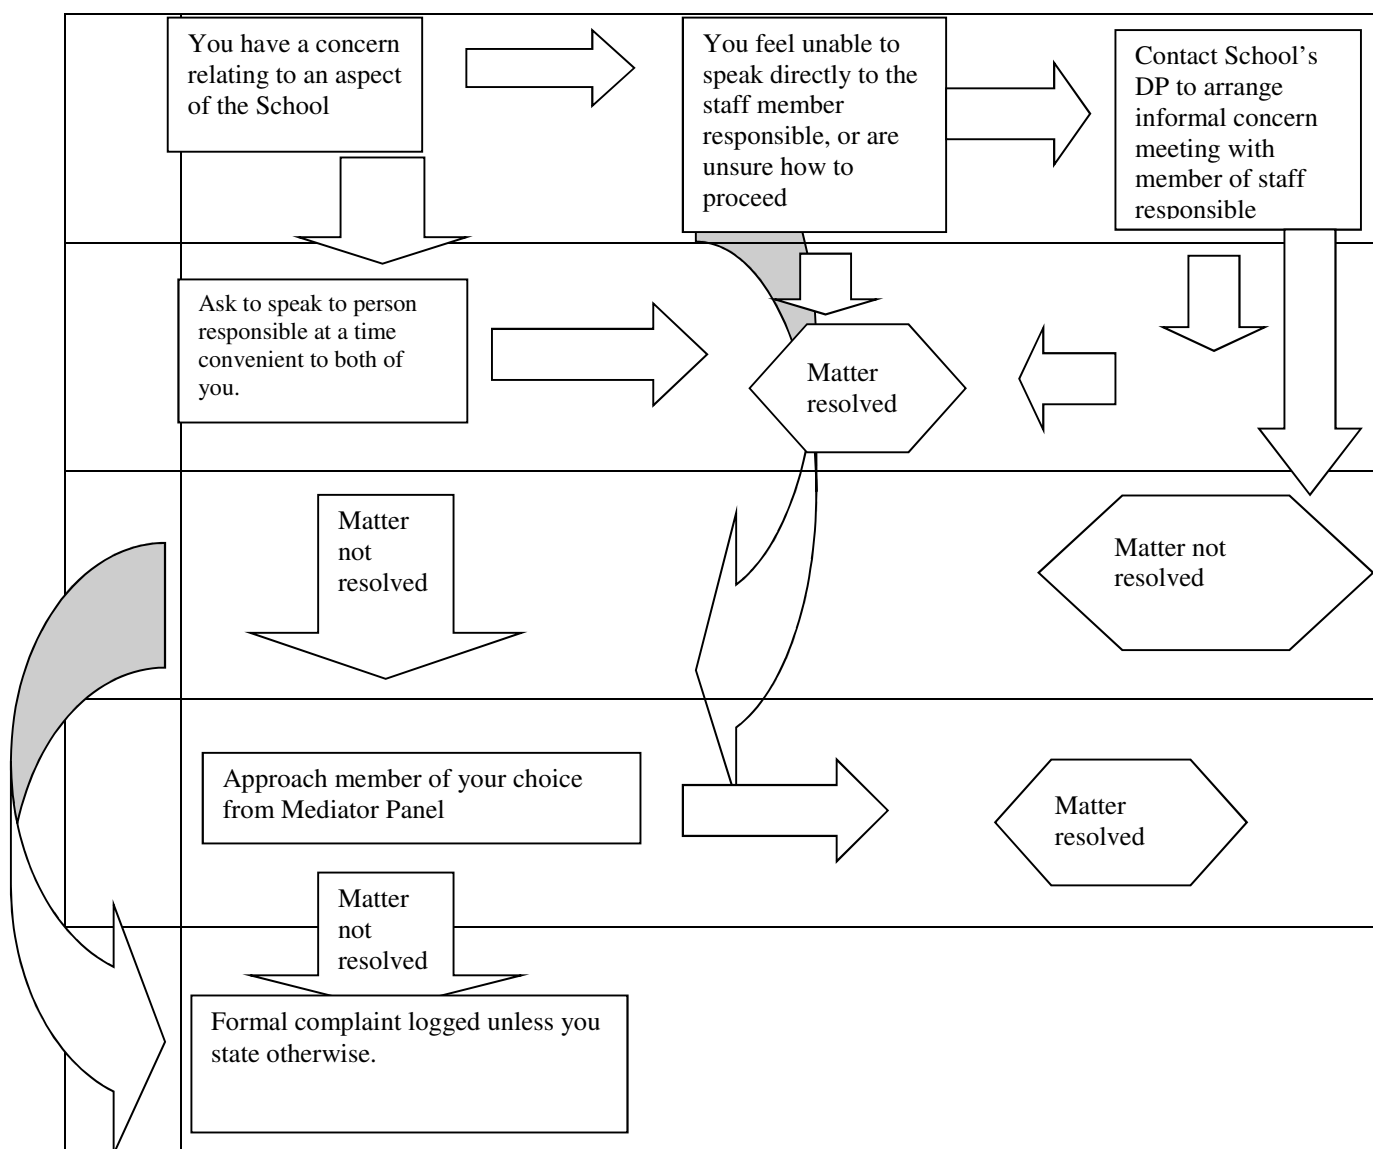 You have a concern
relating to an aspect
of the School
You feel unable to
speak directly to the
staff member
responsible, or are
unsure how to
proceed
Contact School’s
DP to arrange
informal concern
meeting with
member of staff
responsible
Ask to speak to person
responsible at a time
convenient to both of
you.
Matter
resolved
Matter
not
resolved
Matter not
resolved
Approach member of your choice
from Mediator Panel
Matter
resolved
Matter
not
resolved
Formal complaint logged unless you
state otherwise.